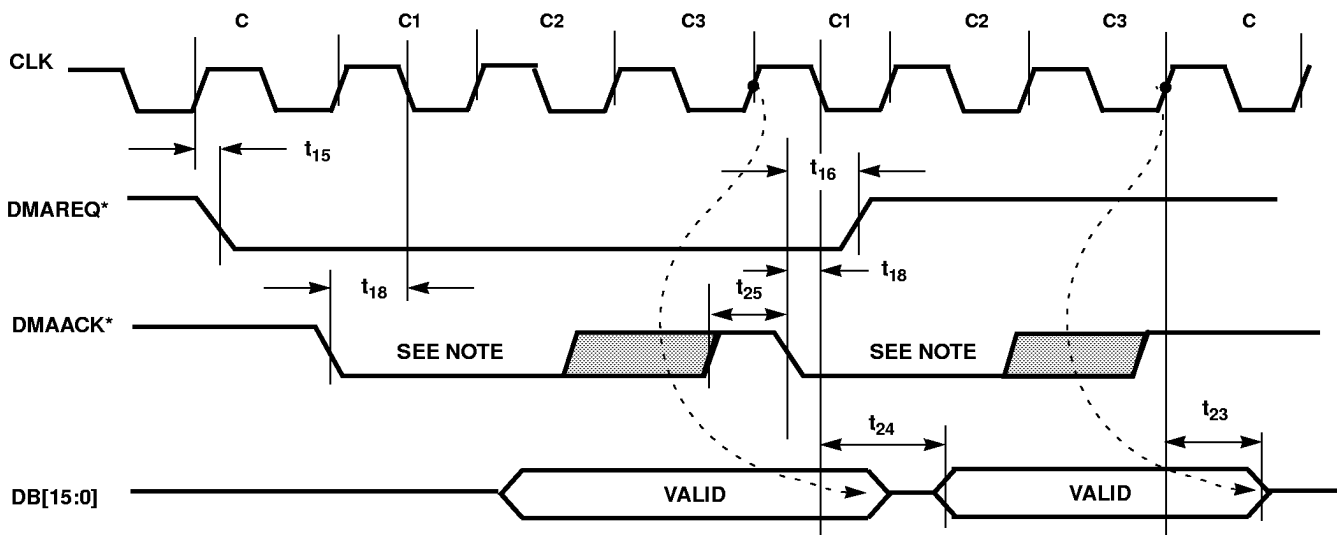 C C1 C2 C3 C1 C2 C3 C
CLK
t15
t16
DMAREQ*
t18
t18
t25
DMAACK*
SEE NOTE SEE NOTE
t24
t23
DB[15:0]
VALID VALID